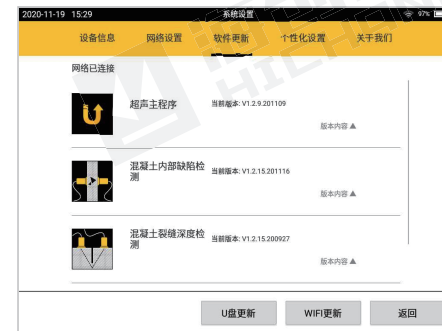 2020-11-19 15:29 系统设置 97%
设备信息 网络设置 软件更新 个性化设置 关于我们
网络已连接
超声主程序 当前版本: V1.2.9.201109
版本内容 ▲
混凝土内部缺陷检
测
当前版本: V1.2.15.201116
版本内容 ▲
混凝土裂缝深度检
测
当前版本: V1.2.15.200927
版本内容 ▲
U盘更新 WIFI更新 返回